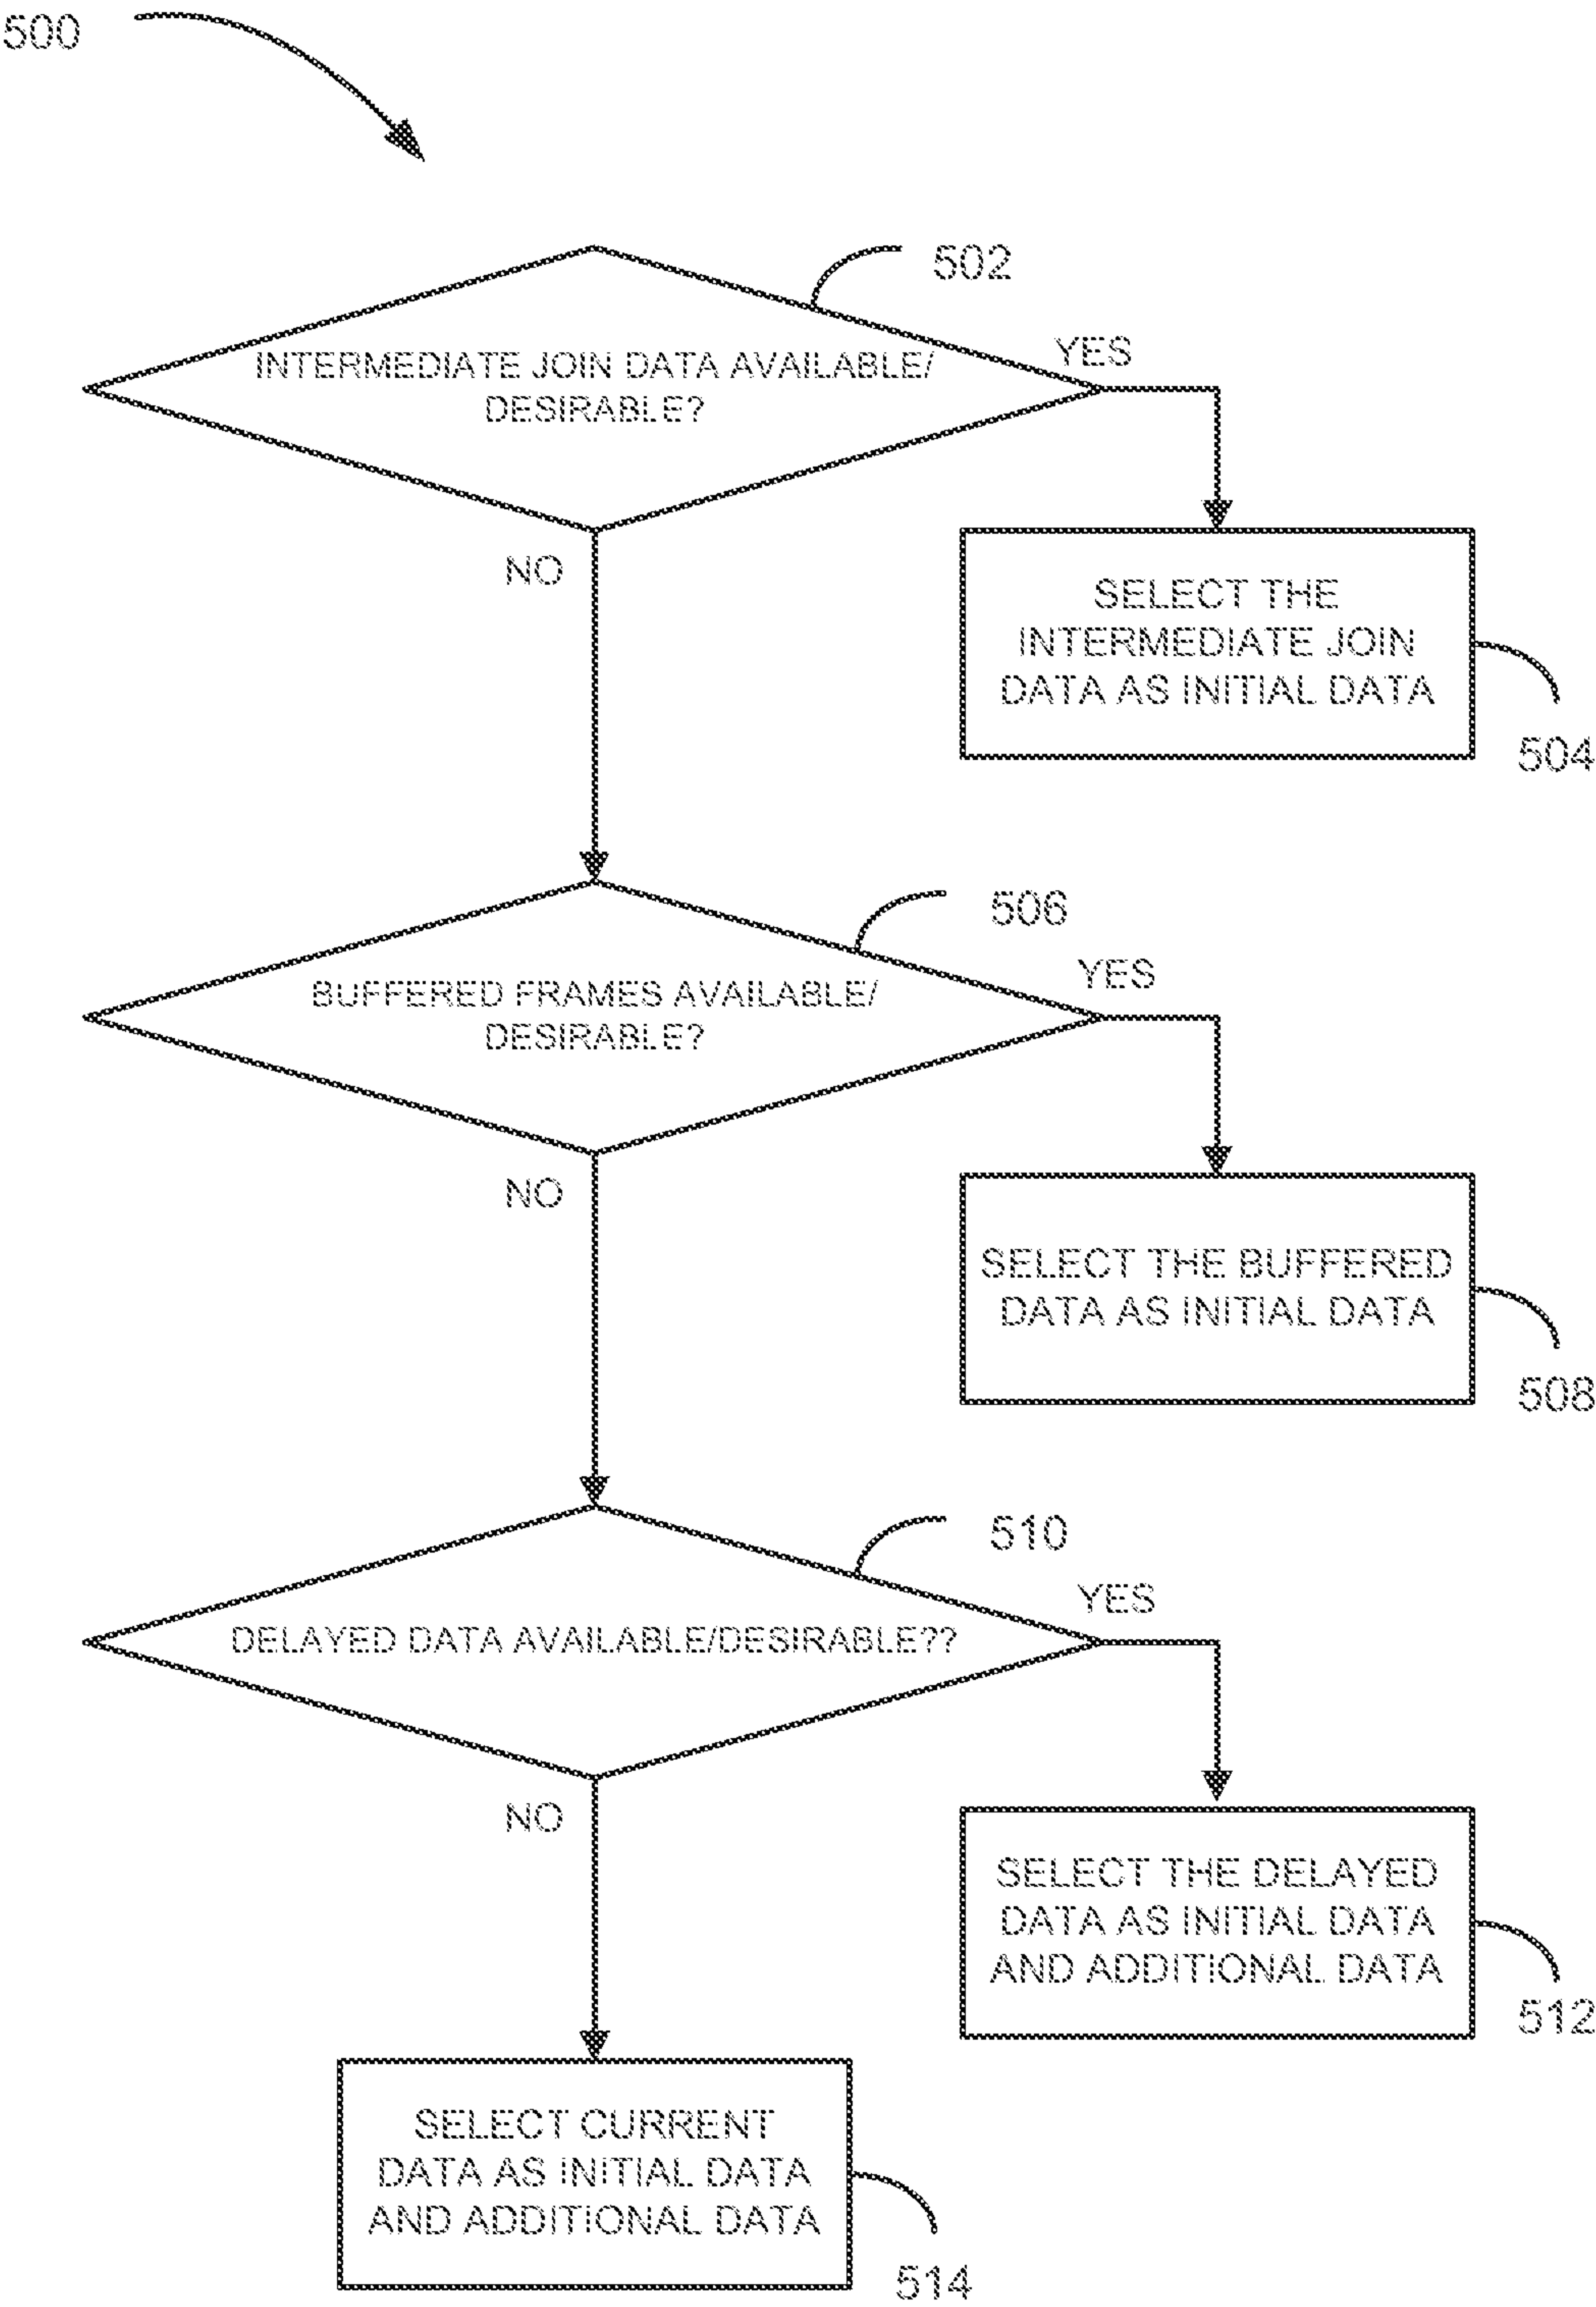 500
502
INTERMEDIATE JOIN DATA AVAILABLE/
DESIRABLE?
YES
NO
SELECT THE
INTERMEDIATE JOIN
DATA AS INITIAL DATA
504
506
BUFFERED FRAMES AVAILABLE/
DESIRABLE?
YES
NO
SELECT THE BUFFERED
DATA AS INITIAL DATA
508
510
DELAYED DATA AVAILABLE/DESIRABLE??
YES
NO
SELECT THE DELAYED
DATA AS INITIAL DATA
AND ADDITIONAL DATA
512
SELECT CURRENT
DATA AS INITIAL DATA
AND ADDITIONAL DATA
514